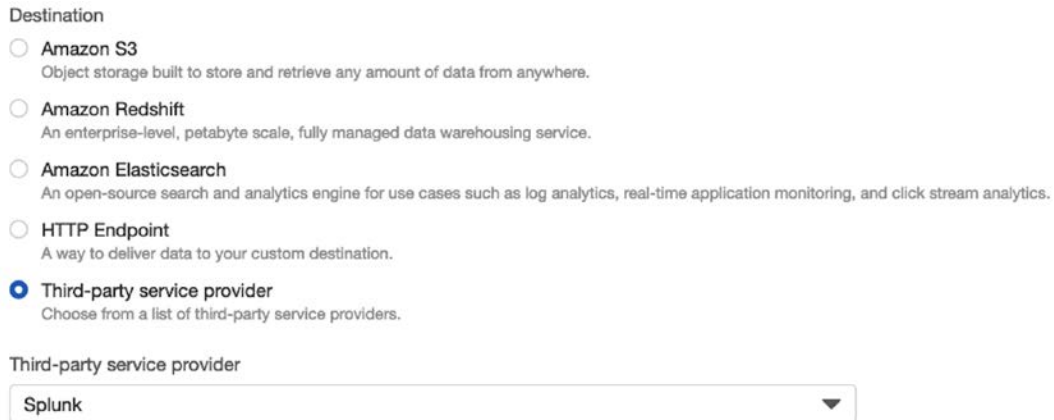 Destination
Amazon S3
Object storage built to store and retrieve any amount of data from anywhere.
Amazon Redshift
An enterprise-level, petabyte scale, fully managed data warehousing service.
Amazon Elasticsearch
An open-source search and analytics engine for use cases such as log analytics, real-time application monitoring, and click stream analytics.
HTTP Endpoint
A way to deliver data to your custom destination.
Third-party service provider
Choose from a list of third-party service providers.
Third-party service provider
Splunk